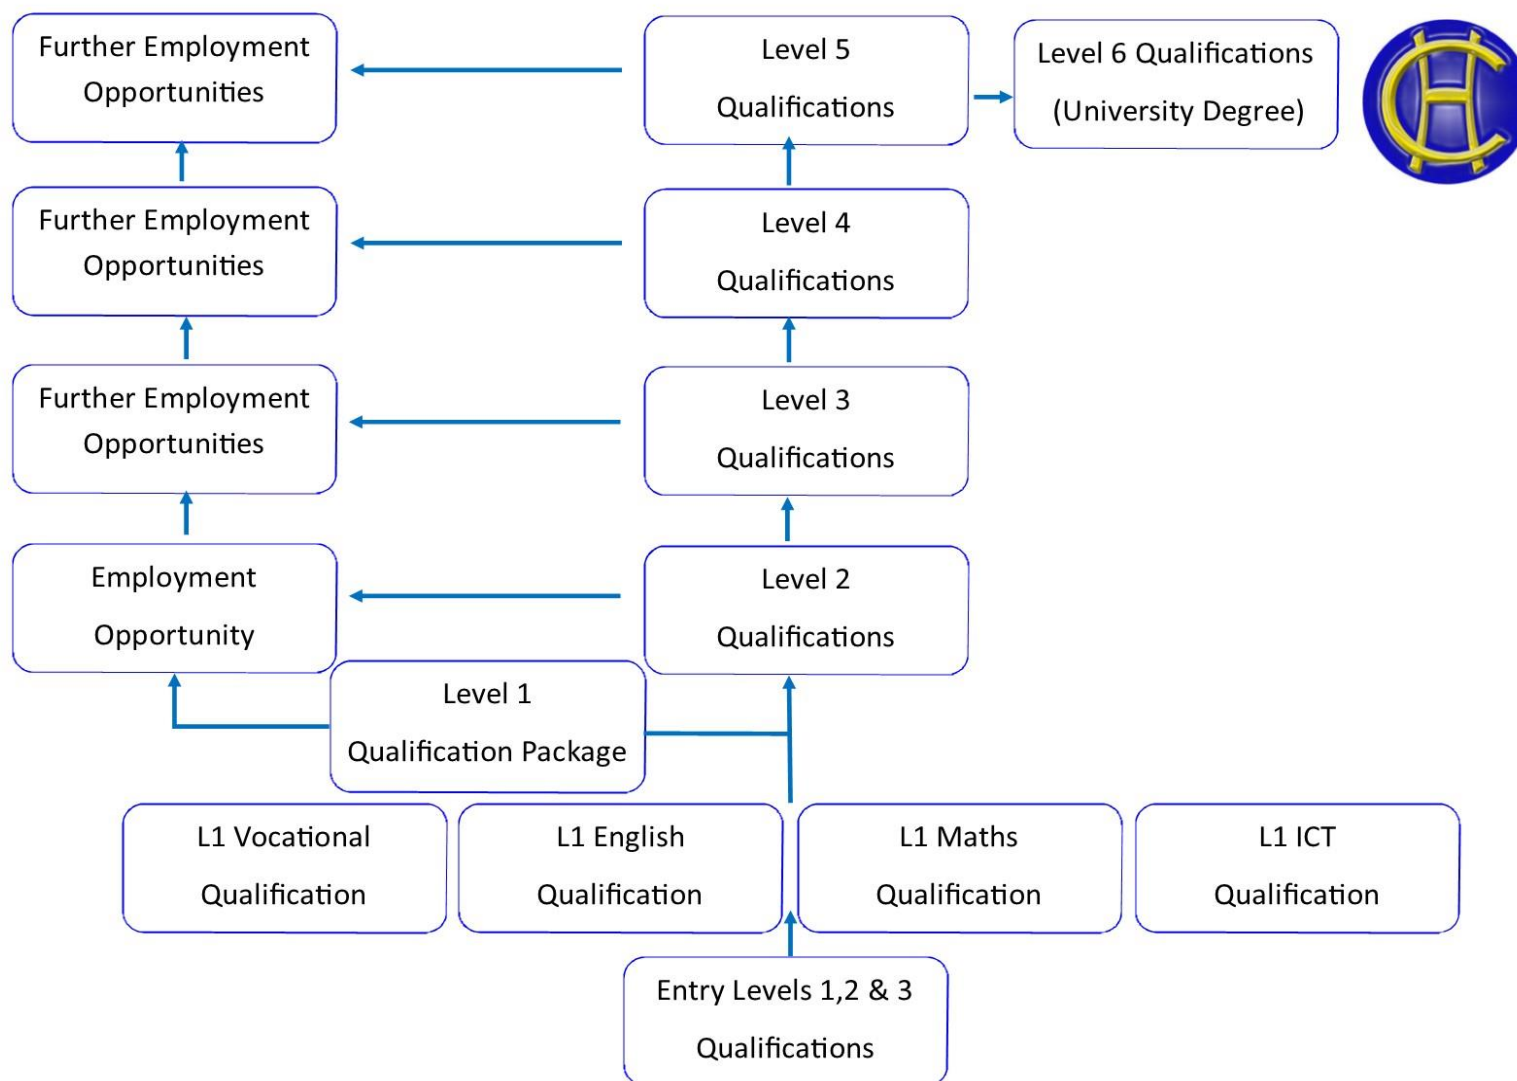 Further Employment
Opportunities
Level 5
Qualifications
Level 6 Qualifications
(University Degree)
CH
Further Employment
Opportunities
Level 4
Qualifications
Further Employment
Opportunities
Level 3
Qualifications
Employment
Opportunity
Level 2
Qualifications
Level 1
Qualification Package
L1 Vocational
Qualification
L1 English
Qualification
L1 Maths
Qualification
L1 ICT
Qualification
Entry Levels 1,2 & 3
Qualifications